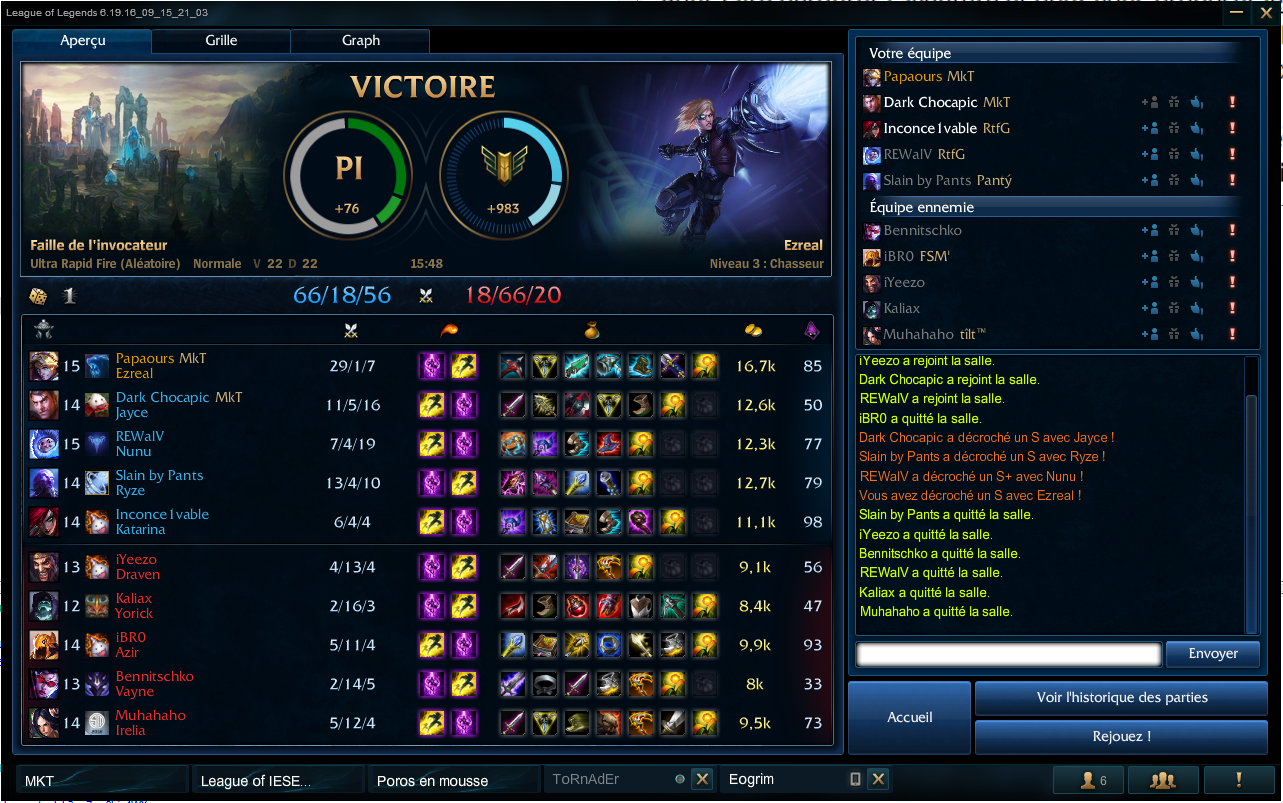 League of Legends 6.19.16_09_15_21_03
Aperçu
Grille
Graph
VICTOIRE
PI
+76
+983
Faille de l'invocateur
Ezreal
Ultra Rapid Fire (Aléatoire) Normale V 22 D 22 15:48 Niveau 3 : Chasseur
1 66/18/56 18/66/20
15 Papaours MkT
Ezreal
29/1/7 16,7k 85
14 Dark Chocapic MkT
Jayce
11/5/16 12,6k 50
15 REWalV
Nunu
7/4/19 12,3k 77
14 Slain by Pants
Ryze
13/4/10 12,7k 79
14 Inconce1vable
Katarina
6/4/4 11,1k 98
13 iYeezo
Draven
4/13/4 9,1k 56
12 Kaliax
Yorick
2/16/3 8,4k 47
14 iBR0
Azir
5/11/4 9,9k 93
13 Bennitschko
Vayne
2/14/5 8k 33
14 Muhahaho
Irelia
5/12/4 9,5k 73
Votre équipe
Papaours MkT
Dark Chocapic MkT
Inconce1vable RtfG
REWalV RtfG
Slain by Pants Pantý
Équipe ennemie
Bennitschko
iBR0 FSM'
iYeezo
Kaliax
Muhahaho tîlt™
iYeezo a rejoint la salle.
Dark Chocapic a rejoint la salle.
REWalV a rejoint la salle.
iBR0 a quitté la salle.
Dark Chocapic a décroché un S avec Jayce !
Slain by Pants a décroché un S avec Ryze !
REWalV a décroché un S+ avec Nunu !
Vous avez décroché un S avec Ezreal !
Slain by Pants a quitté la salle.
iYeezo a quitté la salle.
Bennitschko a quitté la salle.
REWalV a quitté la salle.
Kaliax a quitté la salle.
Muhahaho a quitté la salle.
Envoyer
Accueil
Voir l'historique des parties
Rejouez !
MKT
League of IESE...
Poros en mousse
ToRnAdEr
Eogrim
6